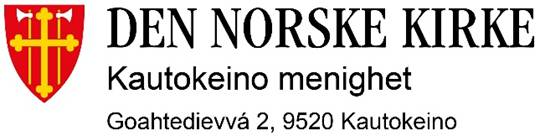 DEN NORSKE KIRKE
Kautokeino menighet
Goahtedievvá 2, 9520 Kautokeino